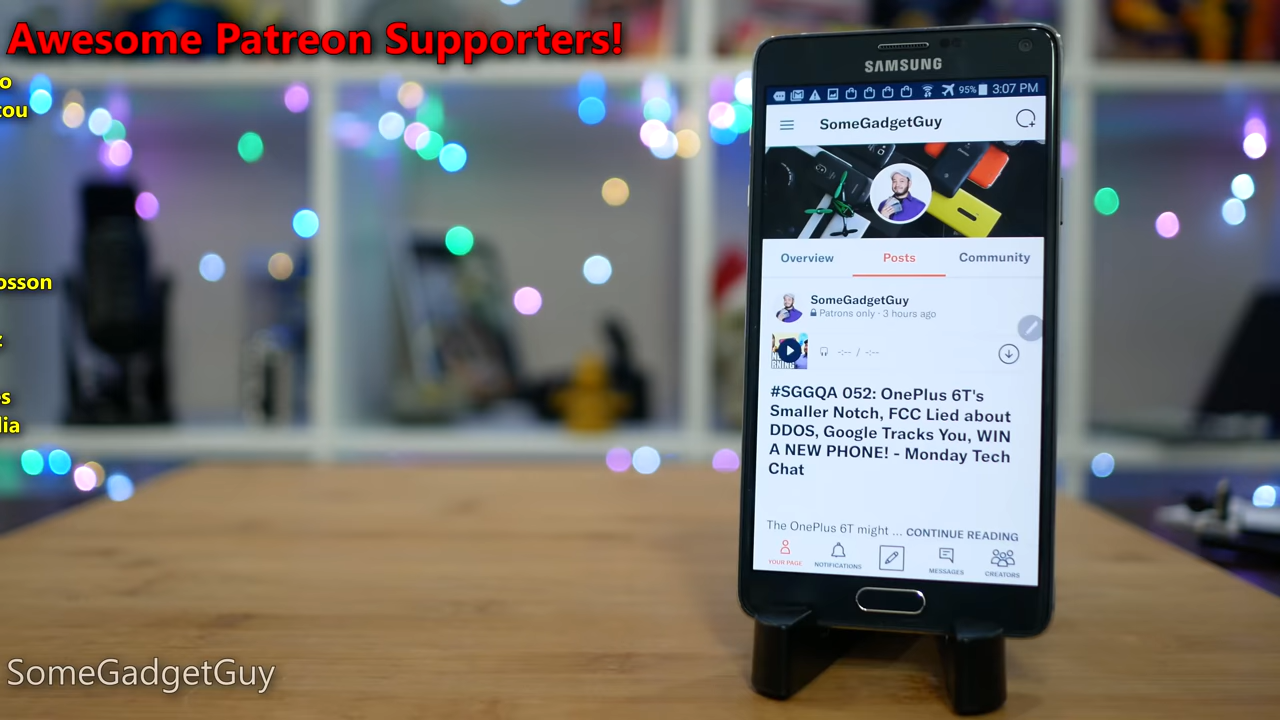 Awesome Patreon Supporters!
SAMSUNG
95% 3:07 PM
SomeGadgetGuy
Overview Posts Community
SomeGadgetGuy
Patrons only · 3 hours ago
-:-- / -:--
#SGGQA 052: OnePlus 6T's
Smaller Notch, FCC Lied about
DDOS, Google Tracks You, WIN
A NEW PHONE! - Monday Tech
Chat
The OnePlus 6T might ... CONTINUE READING
YOUR PAGE NOTIFICATIONS MESSAGES CREATORS
SomeGadgetGuy